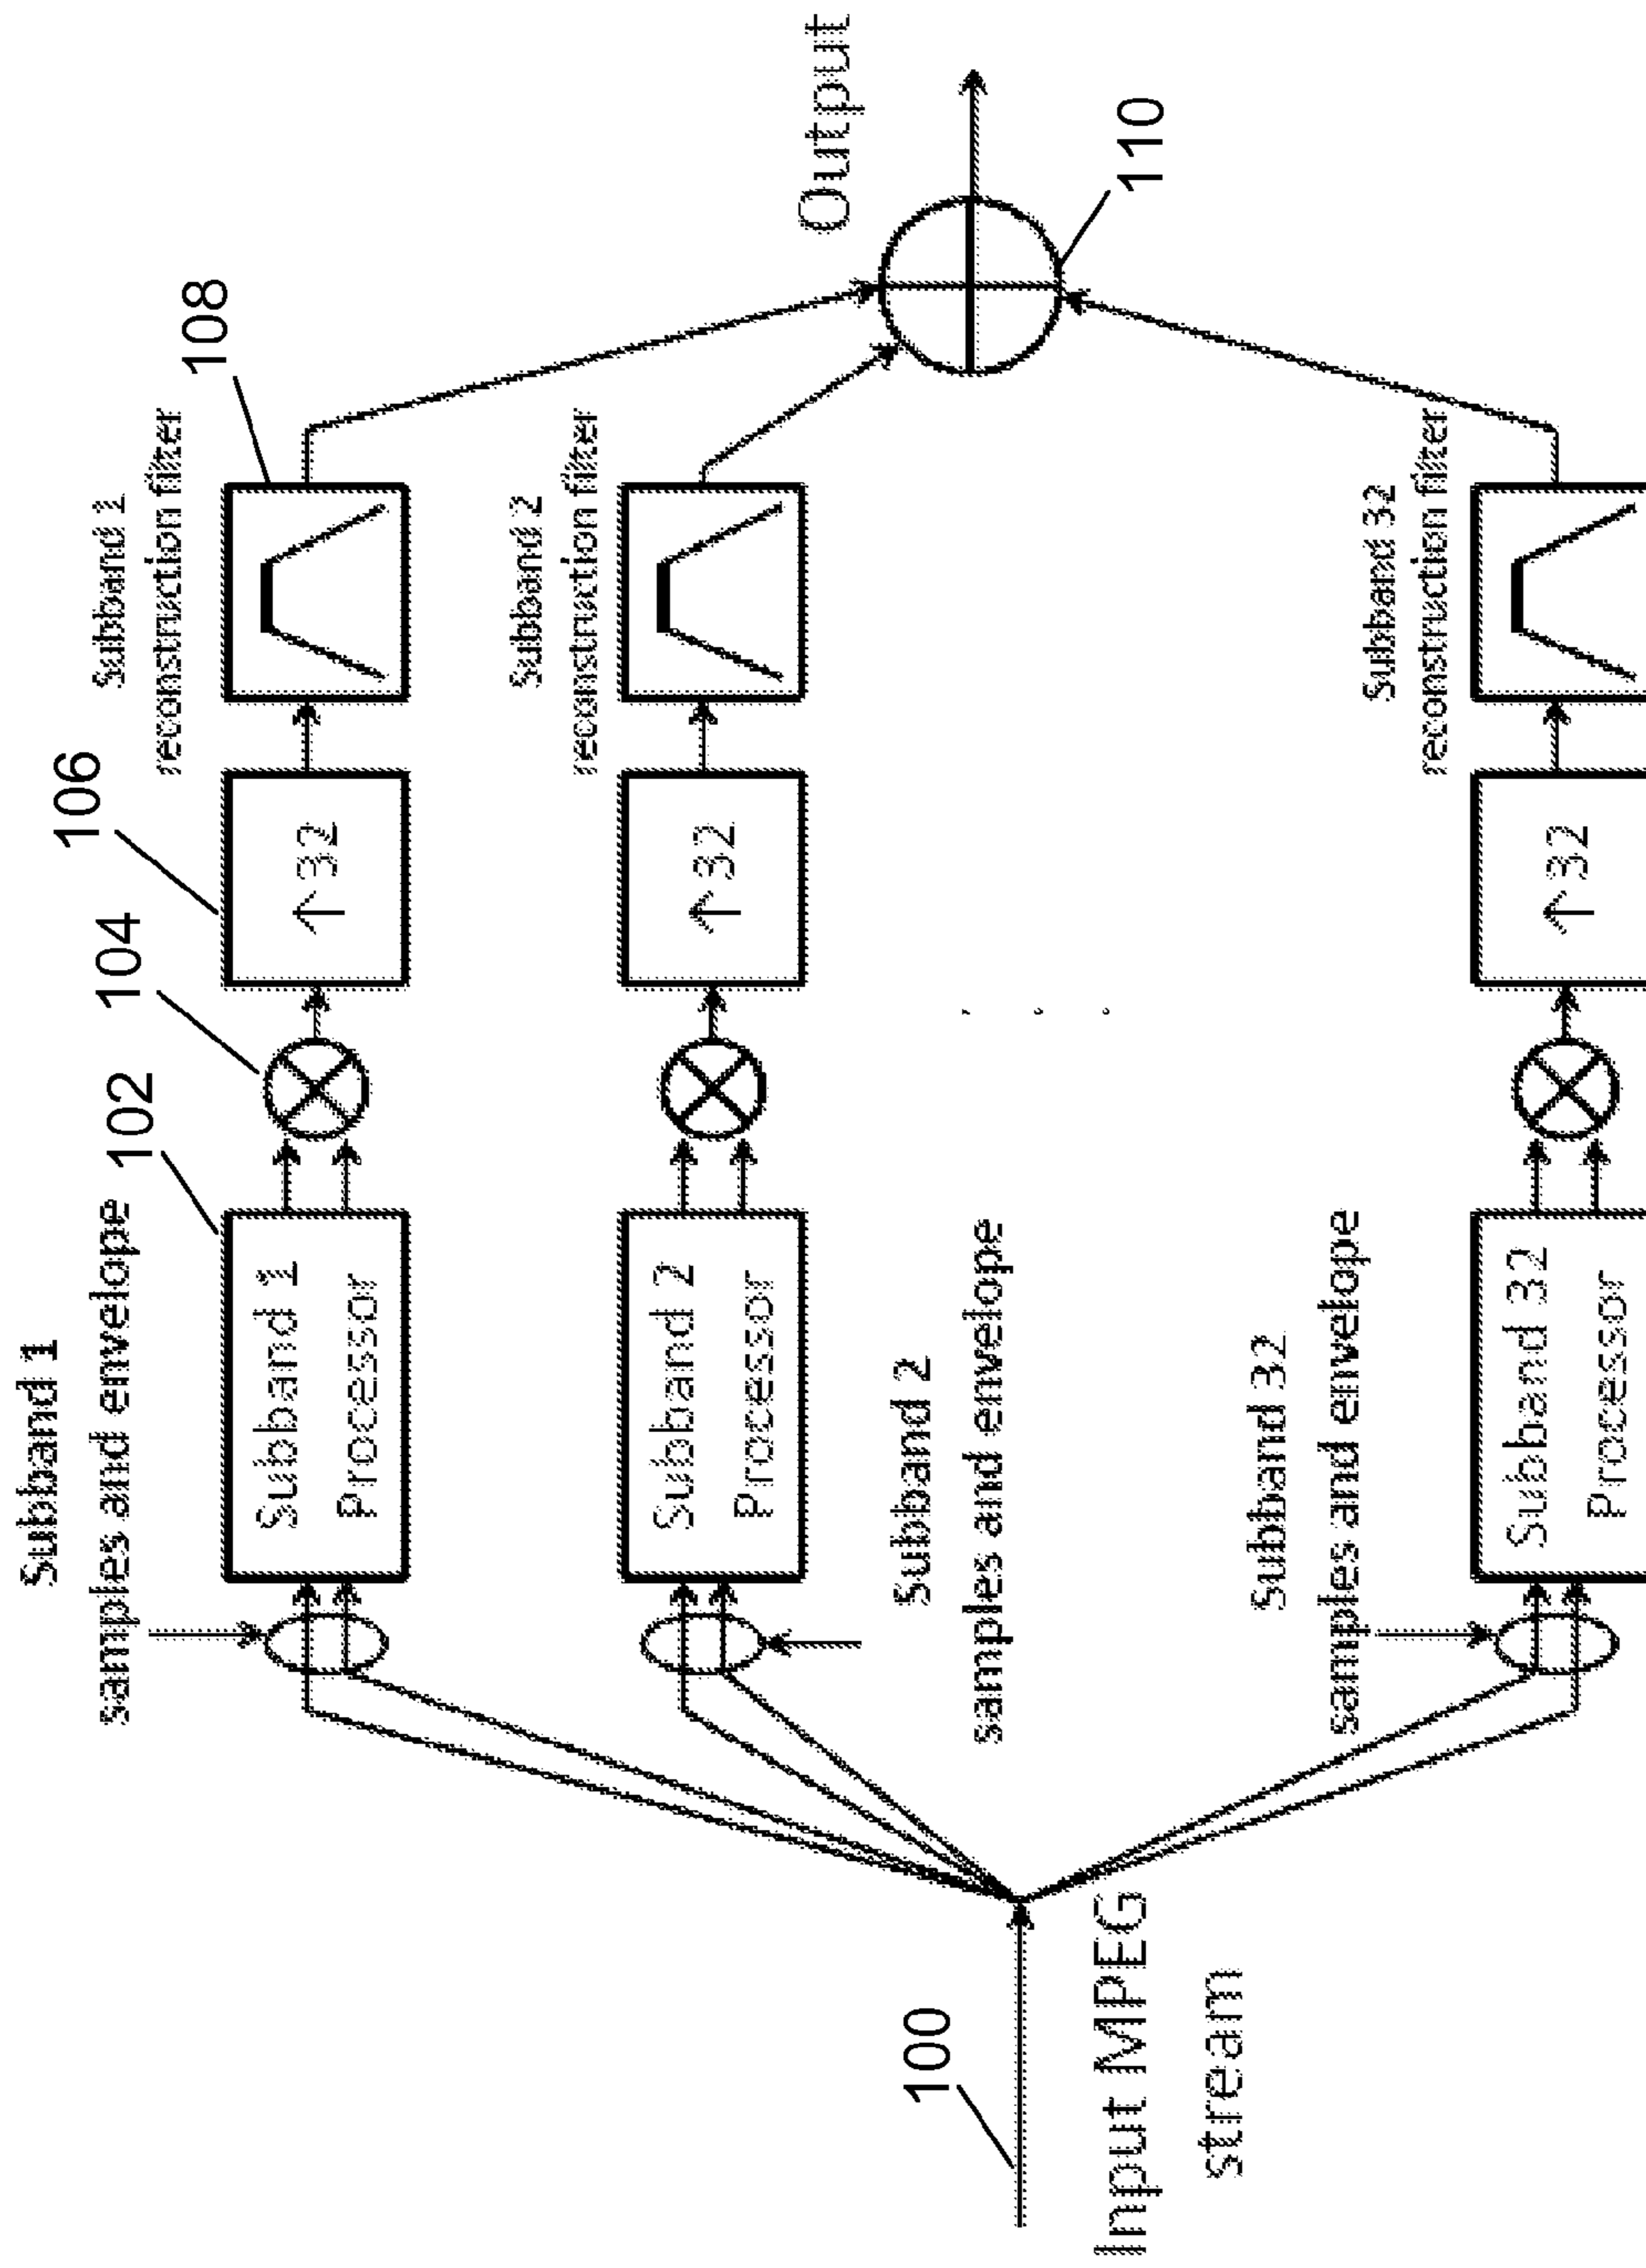 Subband 1
samples and envelope
102
104
106
Subband 1
reconstruction filter
108
Subband 1
Processor
↑32
Subband 2
reconstruction filter
Subband 2
Processor
↑32
Output
Subband 2
samples and envelope
100
Input MPEG
stream
110
Subband 32
samples and envelope
Subband 32
reconstruction filter
Subband 32
Processor
↑32